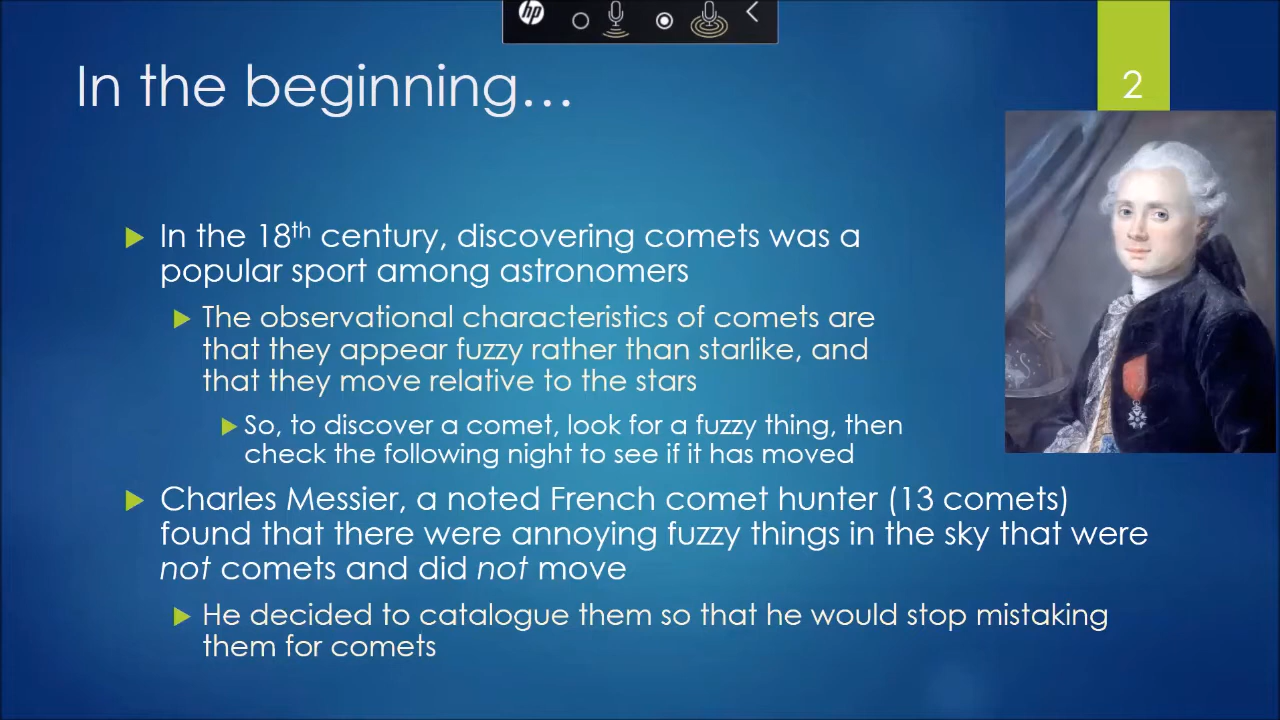 hp
In the beginning…
2
In the 18th century, discovering comets was a
popular sport among astronomers
The observational characteristics of comets are
that they appear fuzzy rather than starlike, and
that they move relative to the stars
So, to discover a comet, look for a fuzzy thing, then
check the following night to see if it has moved
Charles Messier, a noted French comet hunter (13 comets)
found that there were annoying fuzzy things in the sky that were
not comets and did not move
He decided to catalogue them so that he would stop mistaking
them for comets